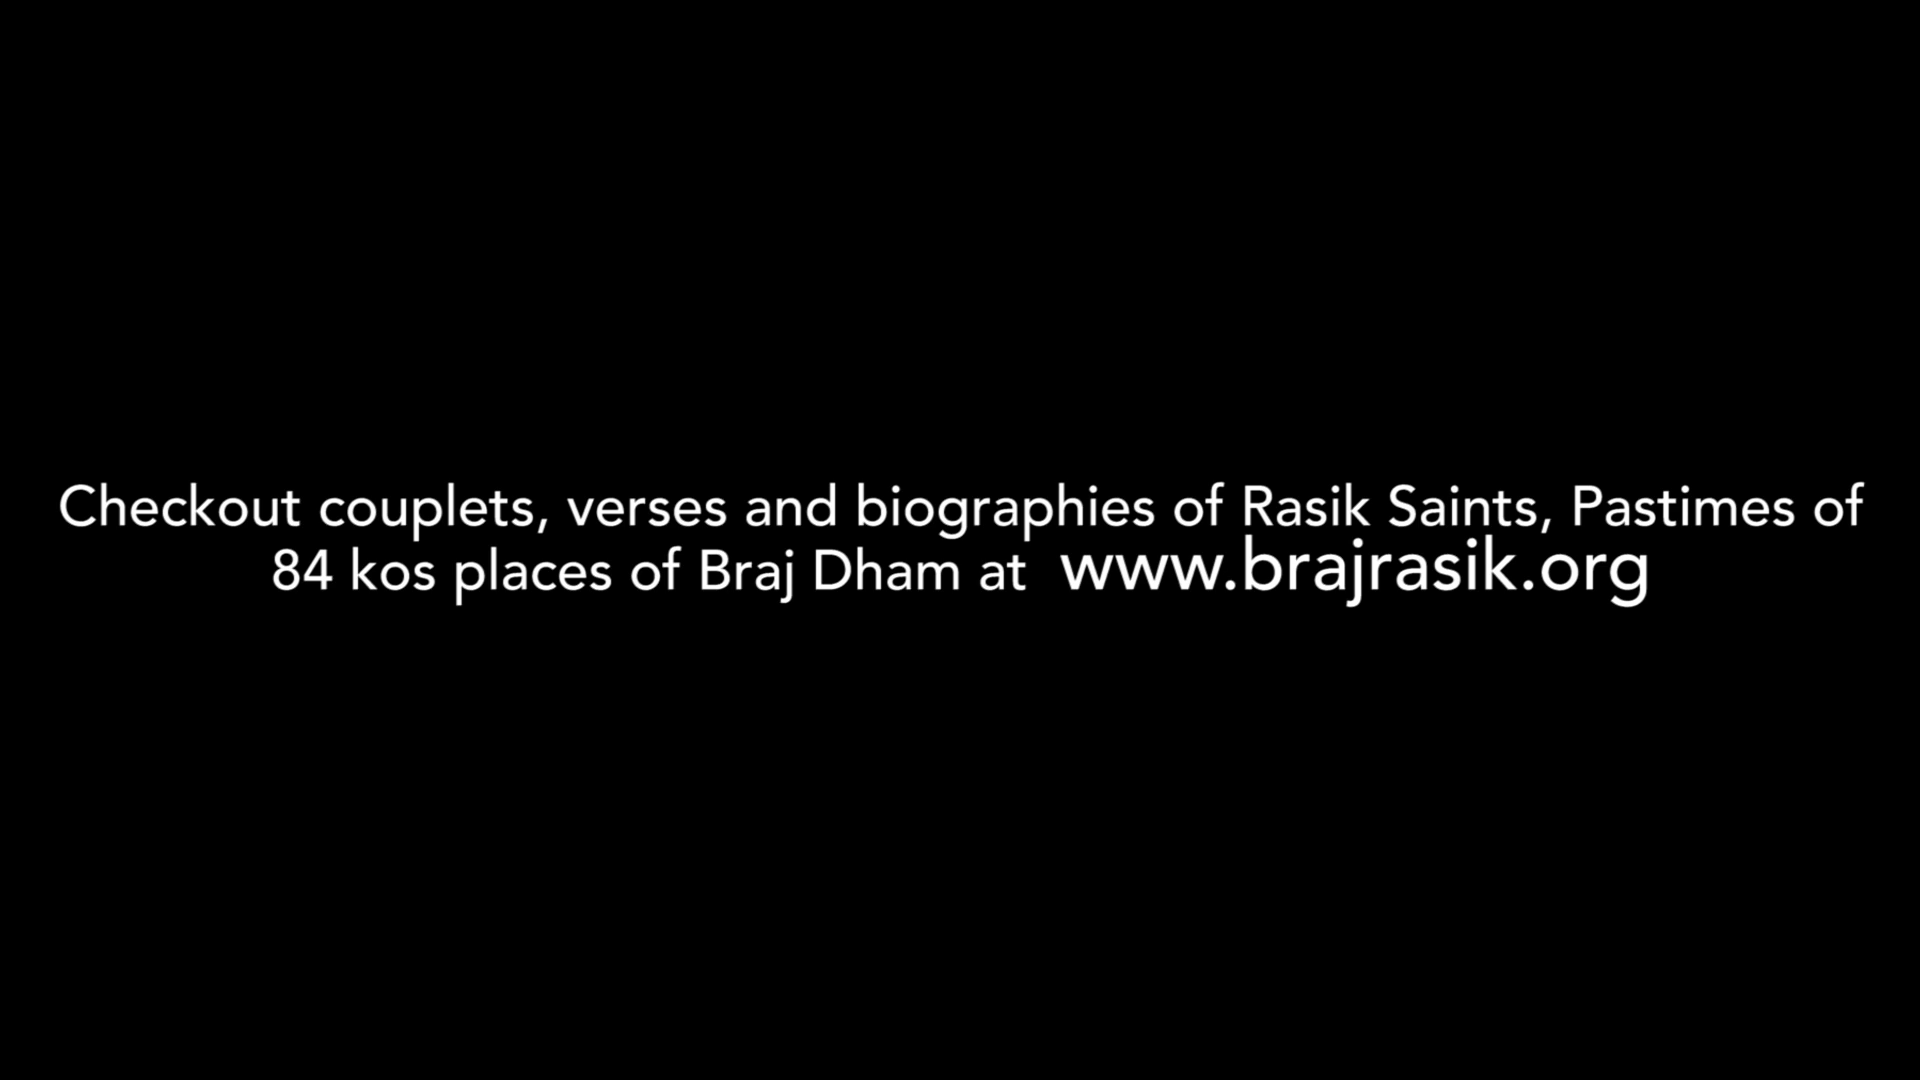 Checkout couplets, verses and biographies of Rasik Saints, Pastimes of
84 kos places of Braj Dham at www.brajrasik.org